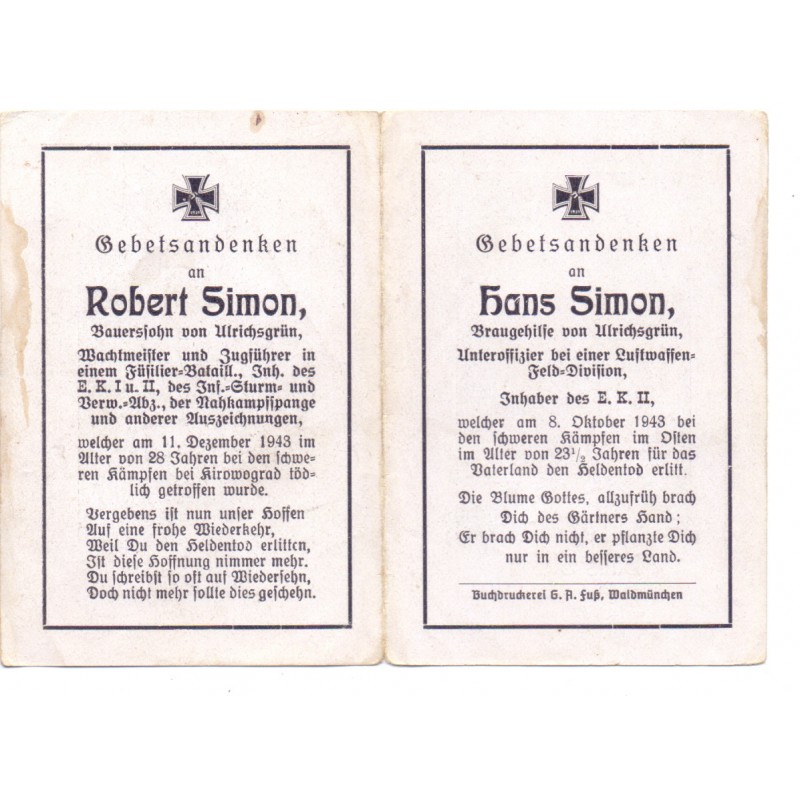 Gebetsandenken
an
Robert Simon,
Bauerssohn von Ulrichsgrün,
Wachtmeister und Zugführer in
einem Füsilier-Bataill., Inh. des
E. K. I u. II, des Inf.-Sturm- und
Verw.-Abz., der Nahkampfspange
und anderer Auszeichnungen,
welcher am 11. Dezember 1943 im
Alter von 28 Jahren bei den schwe-
ren Kämpfen bei Kirowograd töd-
lich getroffen wurde.
Vergebens ist nun unser Hoffen
Auf eine frohe Wiederkehr,
Weil Du den Heldentod erlitten,
Ist diese Hoffnung nimmer mehr.
Du schreibst so oft auf Wiedersehn,
Doch nicht mehr sollte dies geschehn.
Gebetsandenken
an
Hans Simon,
Braugehilfe von Ulrichsgrün,
Unteroffizier bei einer Luftwaffen-
Feld-Division,
Inhaber des E. K. II,
welcher am 8. Oktober 1943 bei
den schweren Kämpfen im Osten
im Alter von 23½ Jahren für das
Vaterland den Heldentod erlitt.
Die Blume Gottes, allzufrüh brach
Dich des Gärtners Hand;
Er brach Dich nicht, er pflanzte Dich
nur in ein besseres Land.
Buchdruckerei G. A. Fuß, Waldmünchen